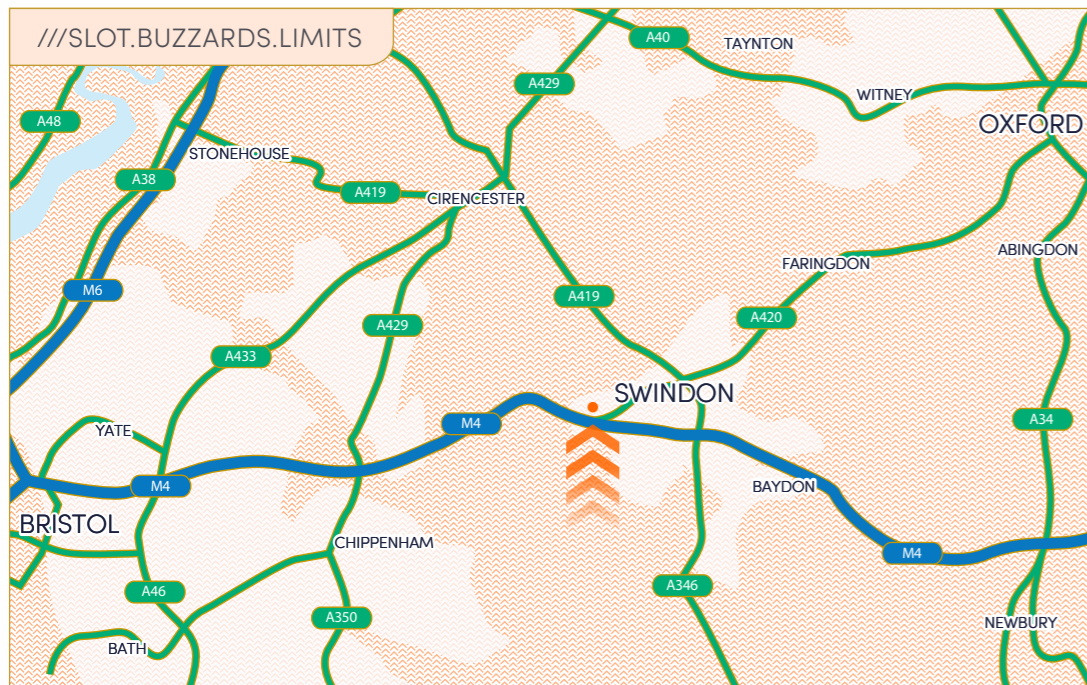 ///SLOT.BUZZARDS.LIMITS
A40
TAYNTON
A429
WITNEY
A48
OXFORD
STONEHOUSE
A38
A419
CIRENCESTER
ABINGDON
FARINGDON
M6
A419
A420
A429
A433
SWINDON
A34
M4
YATE
M4
BAYDON
BRISTOL
CHIPPENHAM
M4
A46
A346
A350
NEWBURY
BATH